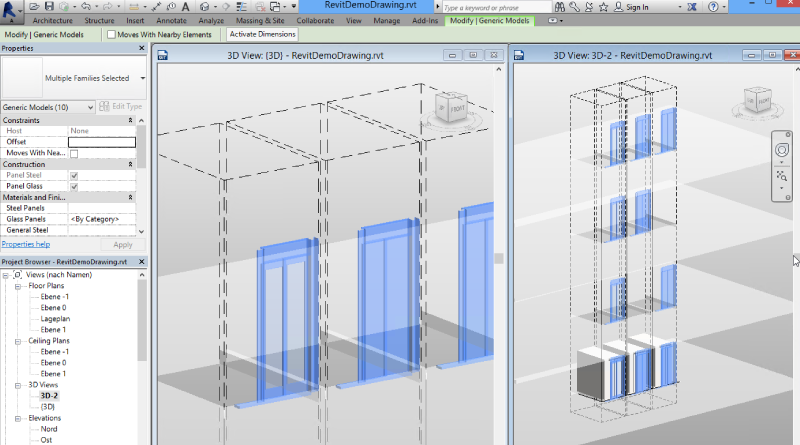 RevitDemoDrawing.rvt
Type a keyword or phrase
Sign In
Architecture Structure Insert Annotate Analyze Massing & Site Collaborate View Manage Add-Ins Modify | Generic Models
Modify | Generic Models Moves With Nearby Elements Activate Dimensions
Properties
Multiple Families Selected
Generic Models (10) Edit Type
Constraints
Host None
Offset
Moves With Nea...
Construction
Panel Steel
Panel Glass
Materials and Fini...
Steel Panels
Glass Panels <By Category>
General Steel
Properties help Apply
Project Browser - RevitDemoDrawing.rvt
Views (nach Namen)
Floor Plans
Ebene -1
Ebene 0
Lageplan
Ebene 1
Ceiling Plans
Ebene -1
Ebene 0
Ebene 1
3D Views
3D-2
{3D}
Elevations
Nord
Ost
3D View: {3D} - RevitDemoDrawing.rvt
FRONT
3D View: 3D-2 - RevitDemoDrawing.rvt
FRONT